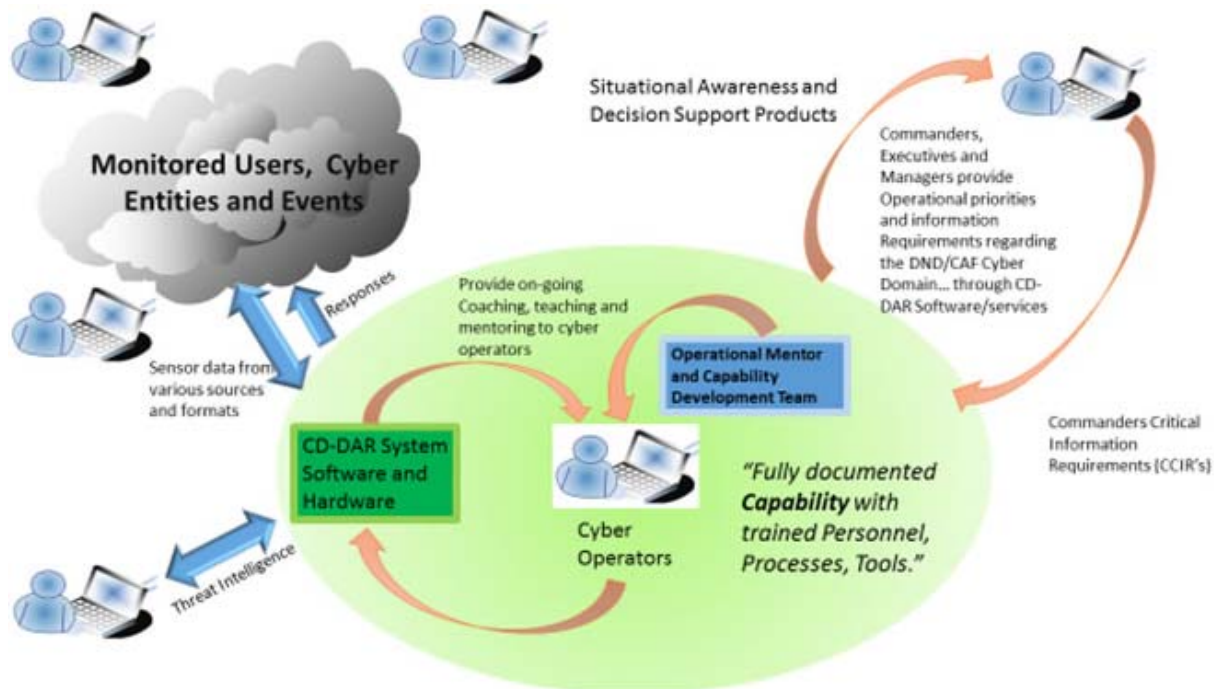 Monitored Users, Cyber
Entities and Events
Situational Awareness and
Decision Support Products
Commanders,
Executives and
Managers provide
Operational priorities
and information
Requirements regarding
the DND/CAF Cyber
Domain... through CD-
DAR Software/services
Responses
Sensor data from
various sources
and formats
Provide on-going
Coaching, teaching and
mentoring to cyber
operators
Operational Mentor
and Capability
Development Team
Commanders Critical
Information
Requirements (CCIR's)
CD-DAR System
Software and
Hardware
Cyber
Operators
"Fully documented
Capability with
trained Personnel,
Processes, Tools."
Threat Intelligence